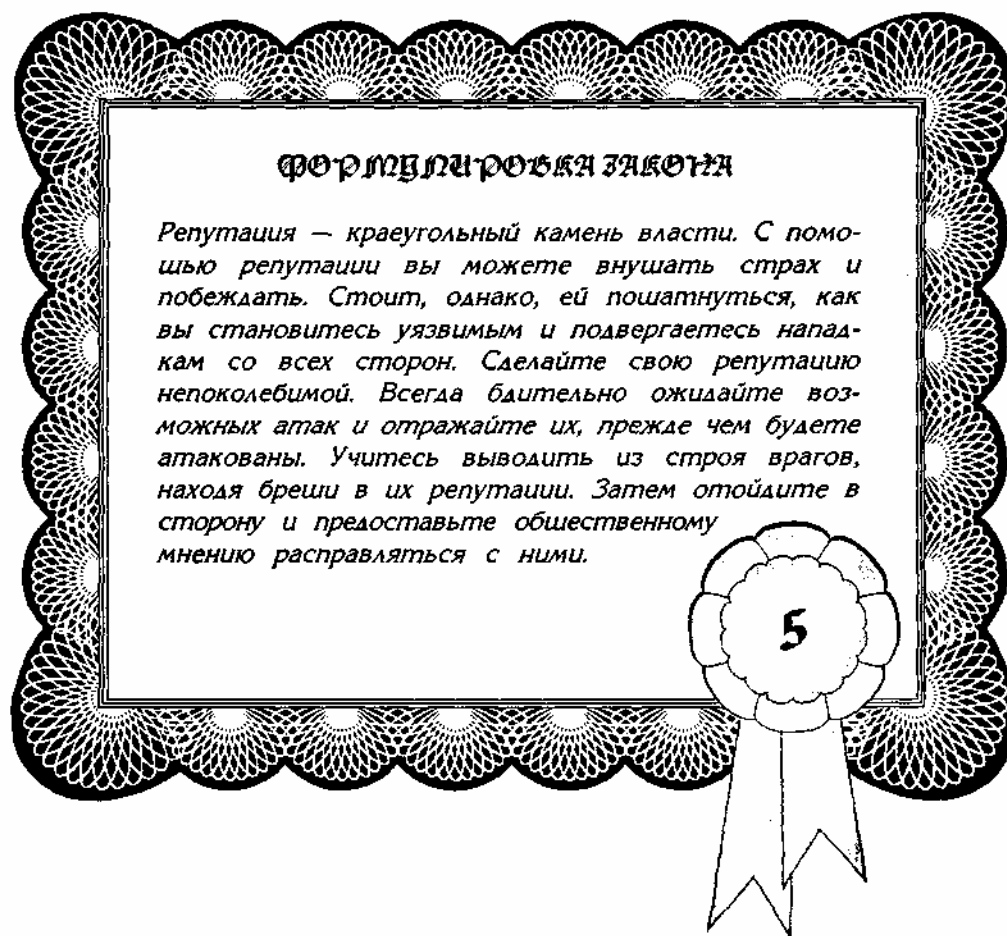 ФОРМУЛИРОВКА ЗАКОНА
Репутация — краеугольный камень власти. С помо-
щью репутации вы можете внушать страх и
побеждать. Стоит, однако, ей пошатнуться, как
вы становитесь уязвимым и подвергаетесь напад-
кам со всех сторон. Сделайте свою репутацию
непоколебимой. Всегда бдительно ожидайте воз-
можных атак и отражайте их, прежде чем будете
атакованы. Учитесь выводить из строя врагов,
находя бреши в их репутации. Затем отойдите в
сторону и предоставьте общественному
мнению расправляться с ними.
5